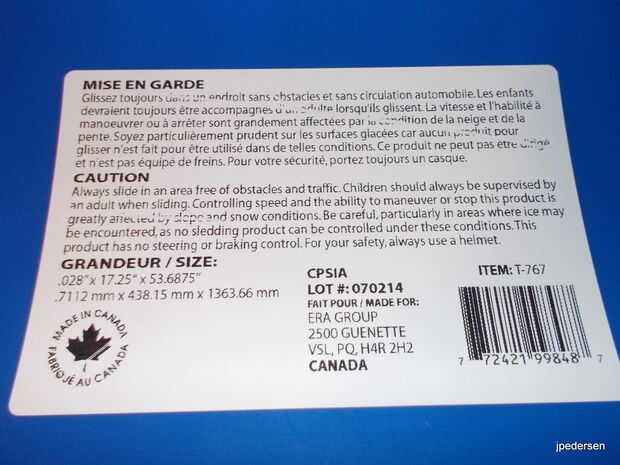 MISE EN GARDE
Glissez toujours dans un endroit sans obstacles et sans circulation automobile. Les enfants
devraient toujours être accompagnés d'un adulte lorsqu'ils glissent. La vitesse et l'habilité à
manoeuvrer ou à arrêter sont grandement affectées par la condition de la neige et de la
pente. Soyez particulièrement prudent sur les surfaces glacées car aucun produit pour
glisser n'est fait pour être utilisé dans de telles conditions. Ce produit ne peut pas être dirigé
et n'est pas équipé de freins. Pour votre sécurité, portez toujours un casque.
CAUTION
Always slide in an area free of obstacles and traffic. Children should always be supervised by
an adult when sliding. Controlling speed and the ability to maneuver or stop this product is
greatly affected by slope and snow conditions. Be careful, particularly in areas where ice may
be encountered, as no sledding product can be controlled under these conditions. This
product has no steering or braking control. For your safety, always use a helmet.
GRANDEUR / SIZE:
.028" x 17.25" x 53.6875"
.7112 mm x 438.15 mm x 1363.66 mm
MADE IN CANADA
FABRIQUÉ AU CANADA
CPSIA
LOT #: 070214
FAIT POUR / MADE FOR:
ERA GROUP
2500 GUENETTE
VSL, PQ, H4R 2H2
CANADA
ITEM: T-767
7 72421 99848 7
jpedersen